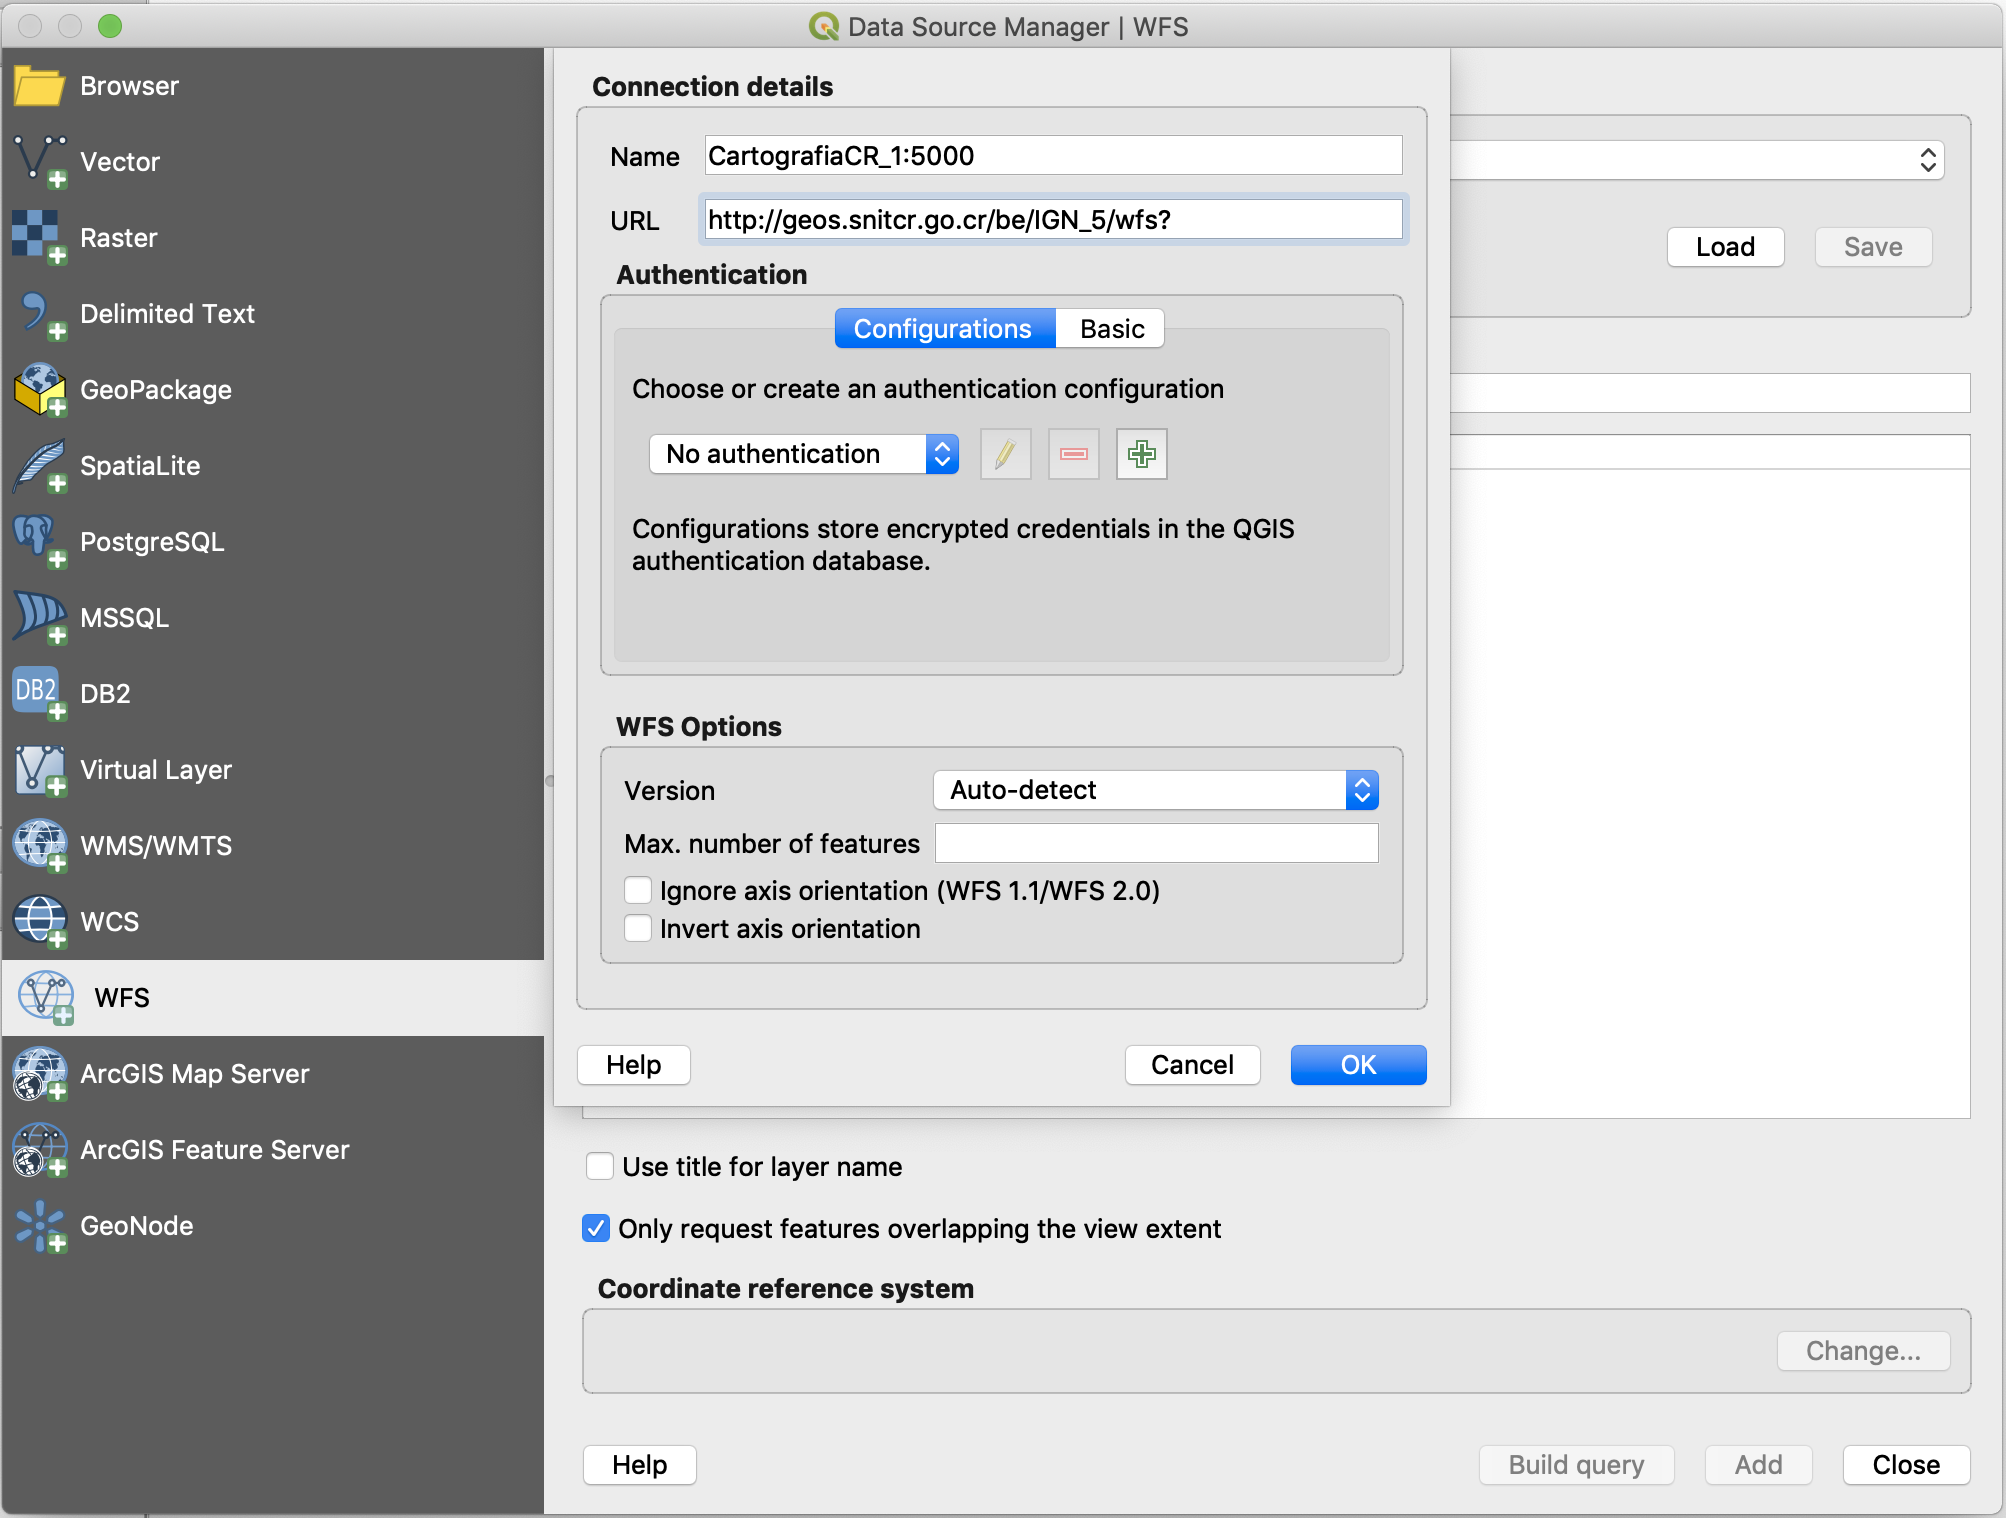 Data Source Manager | WFS
Browser
Vector
Raster
Delimited Text
GeoPackage
SpatiaLite
PostgreSQL
MSSQL
DB2
DB2
Virtual Layer
WMS/WMTS
WCS
WFS
ArcGIS Map Server
ArcGIS Feature Server
GeoNode
Connection details
Name CartografiaCR_1:5000
URL http://geos.snitcr.go.cr/be/IGN_5/wfs?
Authentication
Configurations Basic
Choose or create an authentication configuration
No authentication
Configurations store encrypted credentials in the QGIS
authentication database.
WFS Options
Version Auto-detect
Max. number of features
Ignore axis orientation (WFS 1.1/WFS 2.0)
Invert axis orientation
Help Cancel OK
Load Save
Use title for layer name
Only request features overlapping the view extent
Coordinate reference system
Change...
Help Build query Add Close